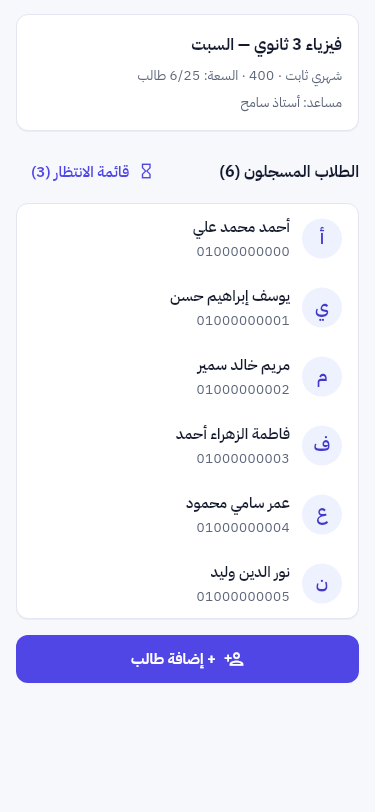 فيزياء 3 ثانوي — السبت
شهري ثابت · 400 · السعة: 6/25 طالب
مساعد: أستاذ سامح
الطلاب المسجلون (6)
قائمة الانتظار (3)
أ
أحمد محمد علي
01000000000
ي
يوسف إبراهيم حسن
01000000001
م
مريم خالد سمير
01000000002
ف
فاطمة الزهراء أحمد
01000000003
ع
عمر سامي محمود
01000000004
ن
نور الدين وليد
01000000005
+ إضافة طالب